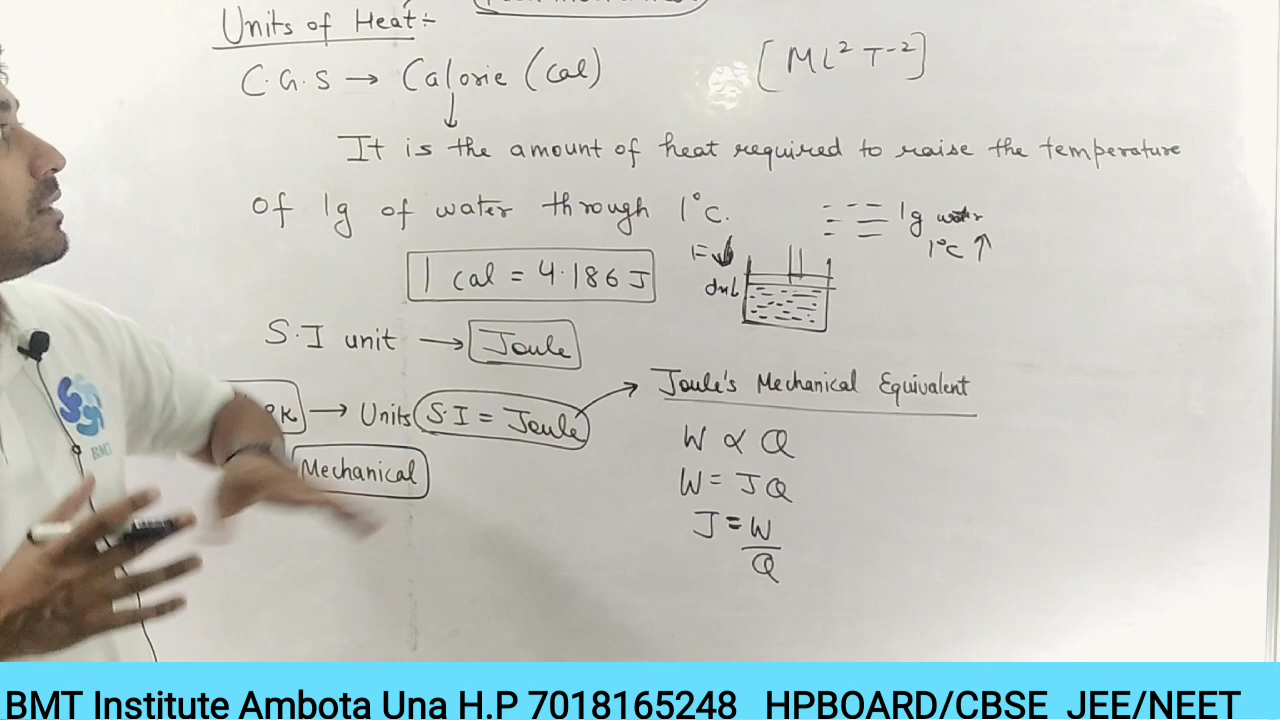 Units of Heat:-
C.G.S → Calorie (Cal)
[ML² T⁻²]
It is the amount of heat required to raise the temperature
of 1g of water through 1°C.
1g water
1°C ↑
1 cal = 4.186 J
S.I unit → Joule
→ Units S.I = Joule
Mechanical
Joule's Mechanical Equivalent
W ∝ Q
W = JQ
J = W
Q
BMT
BMT Institute Ambota Una H.P 7018165248 HPBOARD/CBSE JEE/NEET